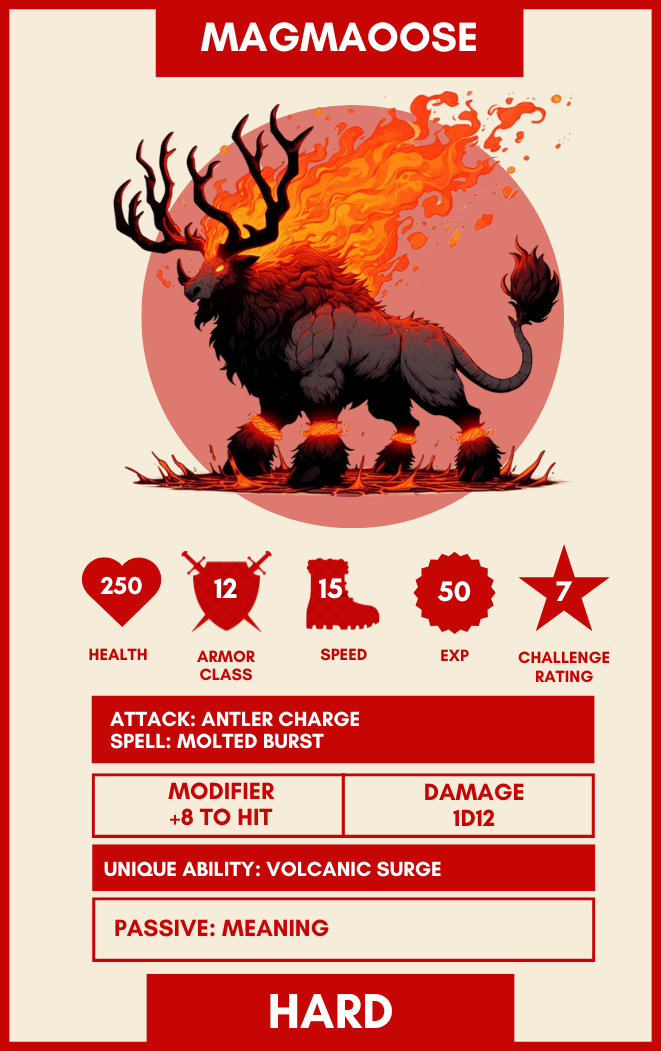 MAGMAOOSE
250
12
15
50
7
HEALTH
ARMOR
CLASS
SPEED
EXP
CHALLENGE
RATING
ATTACK: ANTLER CHARGE
SPELL: MOLTED BURST
MODIFIER
+8 TO HIT
DAMAGE
1D12
UNIQUE ABILITY: VOLCANIC SURGE
PASSIVE: MEANING
HARD